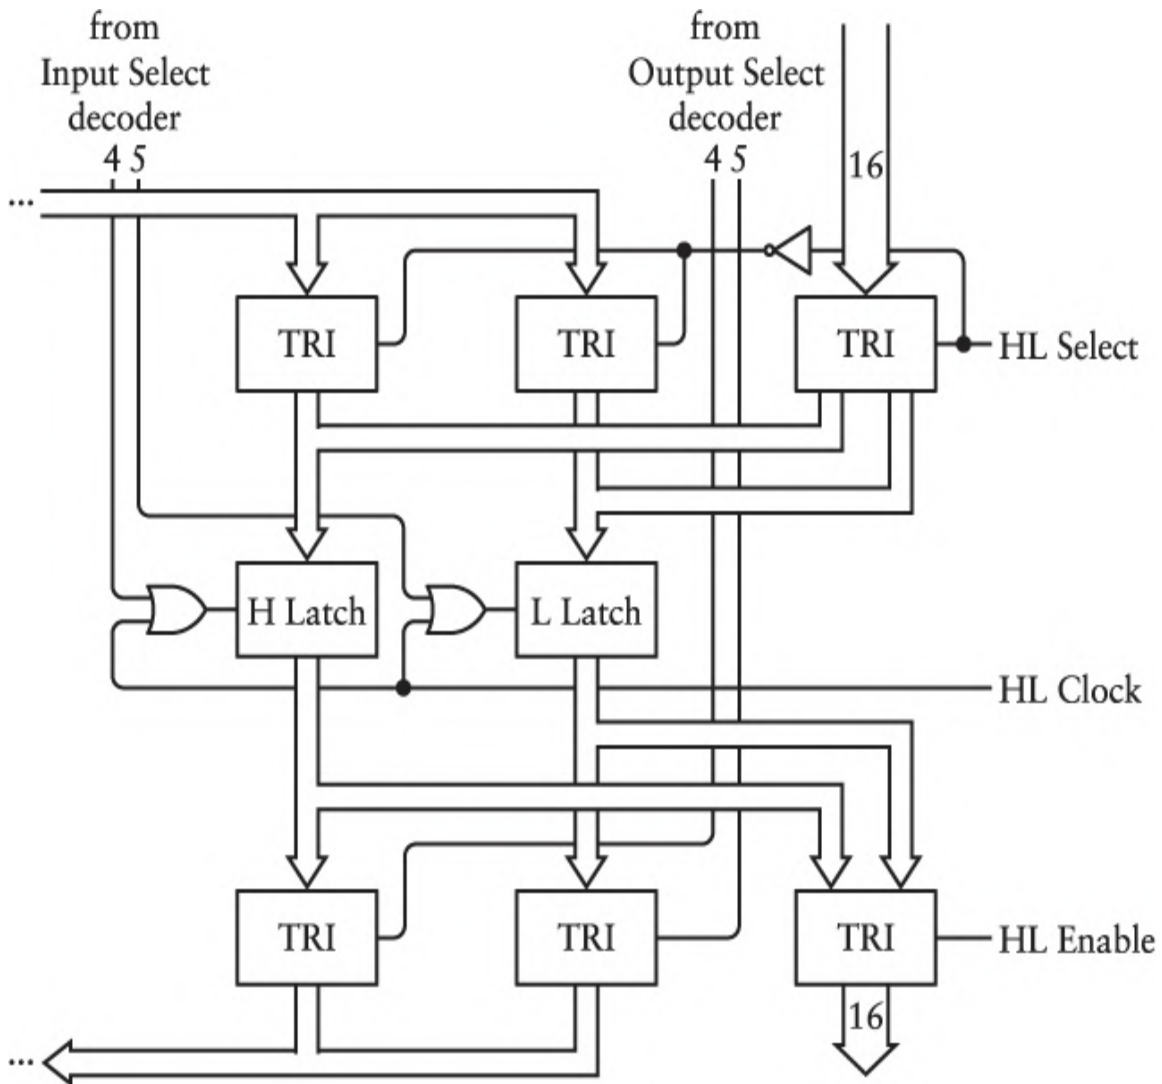 from
Input Select
decoder
4 5
from
Output Select
decoder
4 5
16
...
TRI
TRI
TRI
HL Select
H Latch
L Latch
HL Clock
TRI
TRI
TRI
HL Enable
16
...